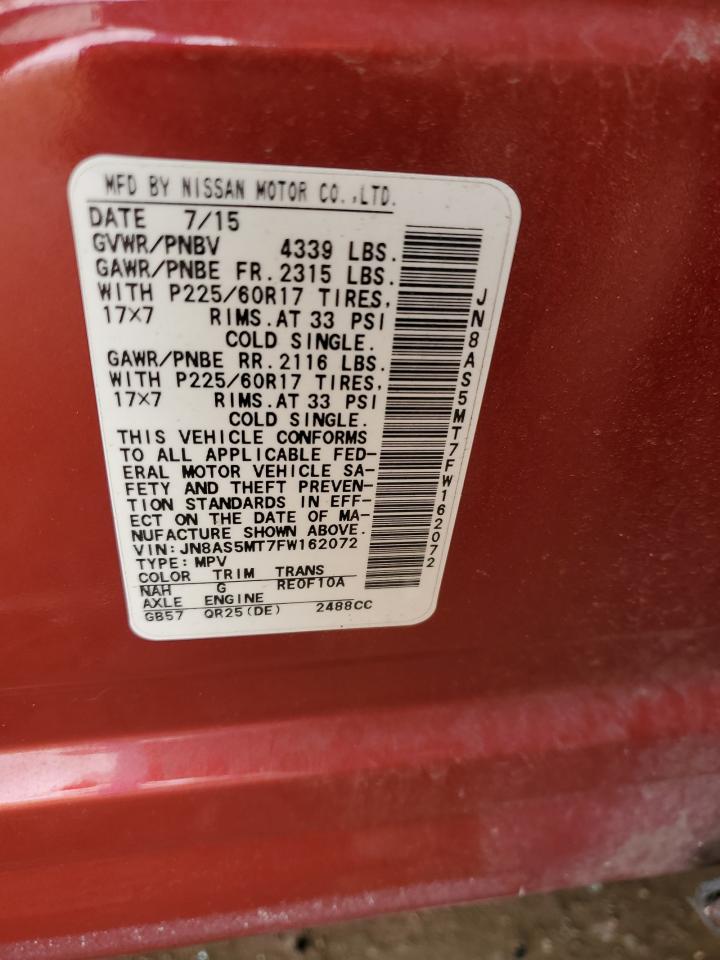 MFD BY NISSAN MOTOR CO.,LTD.
DATE 7/15
GVWR/PNBV 4339 LBS.
GAWR/PNBE FR.2315 LBS.
WITH P225/60R17 TIRES,
17×7 RIMS.AT 33 PSI
COLD SINGLE.
GAWR/PNBE RR.2116 LBS.
WITH P225/60R17 TIRES,
17×7 RIMS.AT 33 PSI
COLD SINGLE.
THIS VEHICLE CONFORMS
TO ALL APPLICABLE FED-
ERAL MOTOR VEHICLE SA-
FETY AND THEFT PREVEN-
TION STANDARDS IN EFF-
ECT ON THE DATE OF MA-
NUFACTURE SHOWN ABOVE.
VIN:JN8AS5MT7FW162072
TYPE:MPV
COLOR TRIM TRANS
NAH G RE0F10A
AXLE ENGINE
GB57 QR25(DE) 2488CC
JN8AS5MT7FW162072